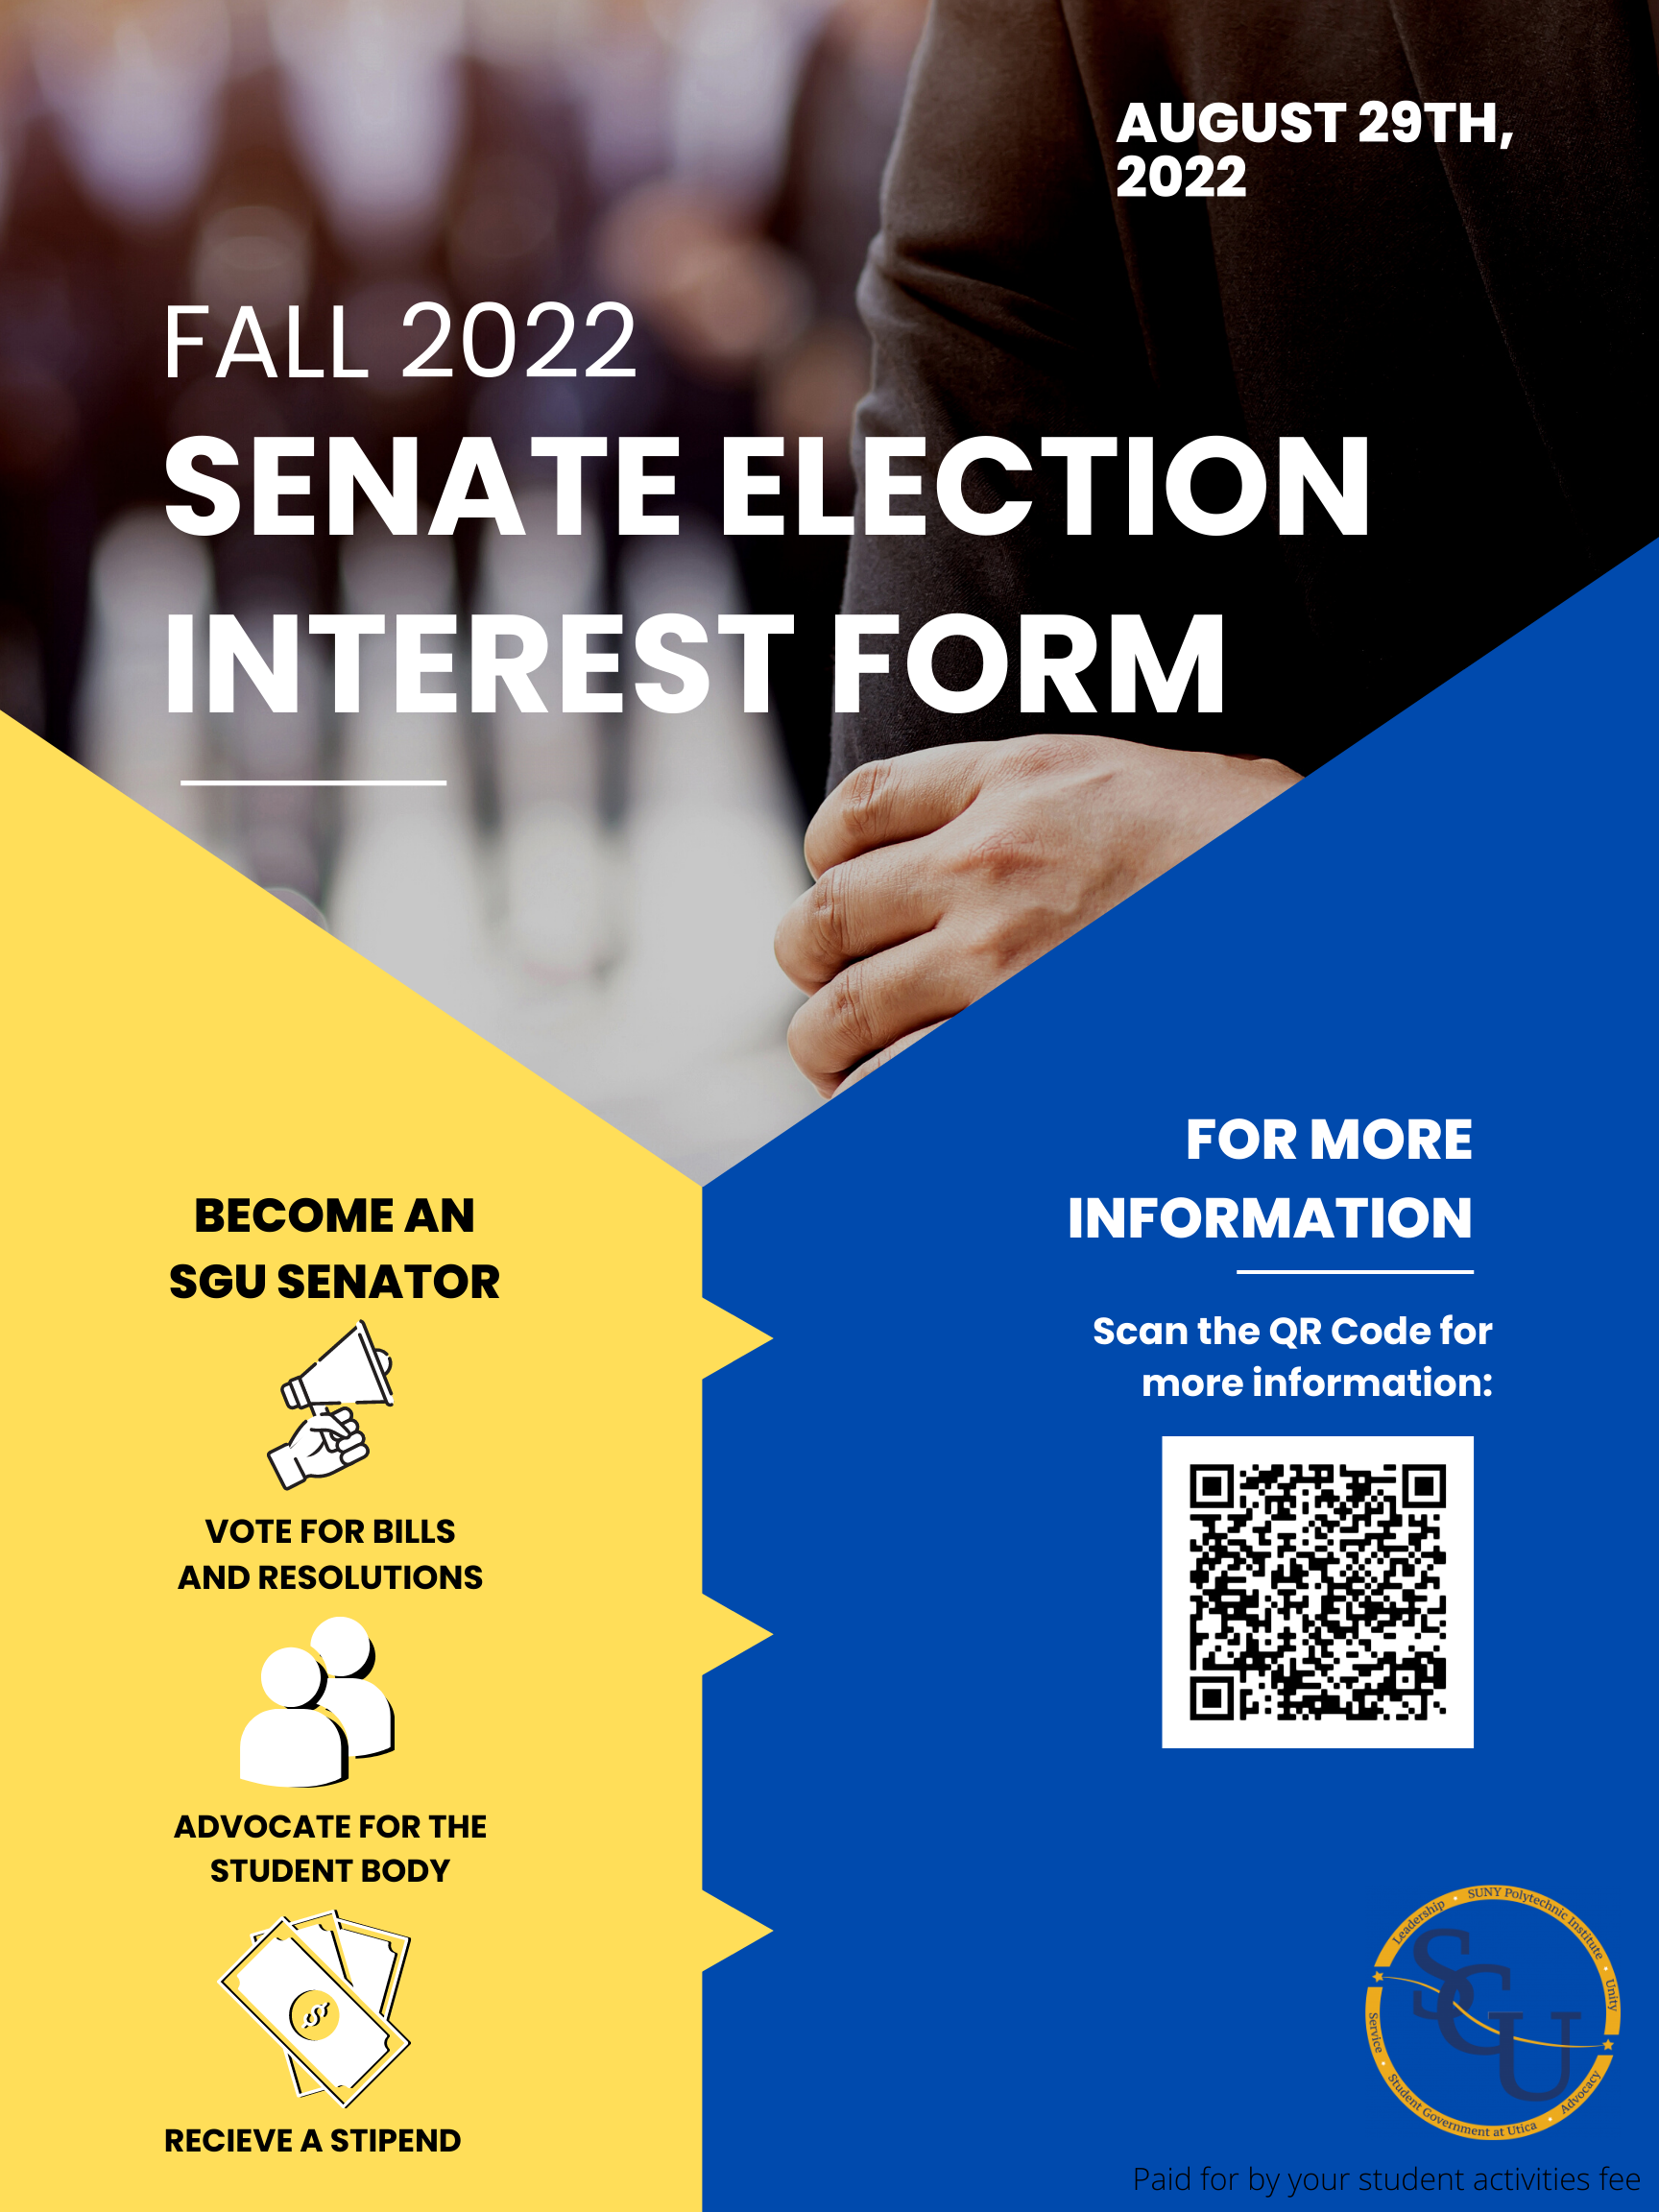 AUGUST 29TH,
2022
FALL 2022
SENATE ELECTION
INTEREST FORM
BECOME AN
SGU SENATOR
VOTE FOR BILLS
AND RESOLUTIONS
ADVOCATE FOR THE
STUDENT BODY
$
RECIEVE A STIPEND
FOR MORE
INFORMATION
Scan the QR Code for
more information:
Leadership • SUNY Polytechnic Institute • Unity
SGU
Service • Student Government at Utica • Advocacy
Paid for by your student activities fee